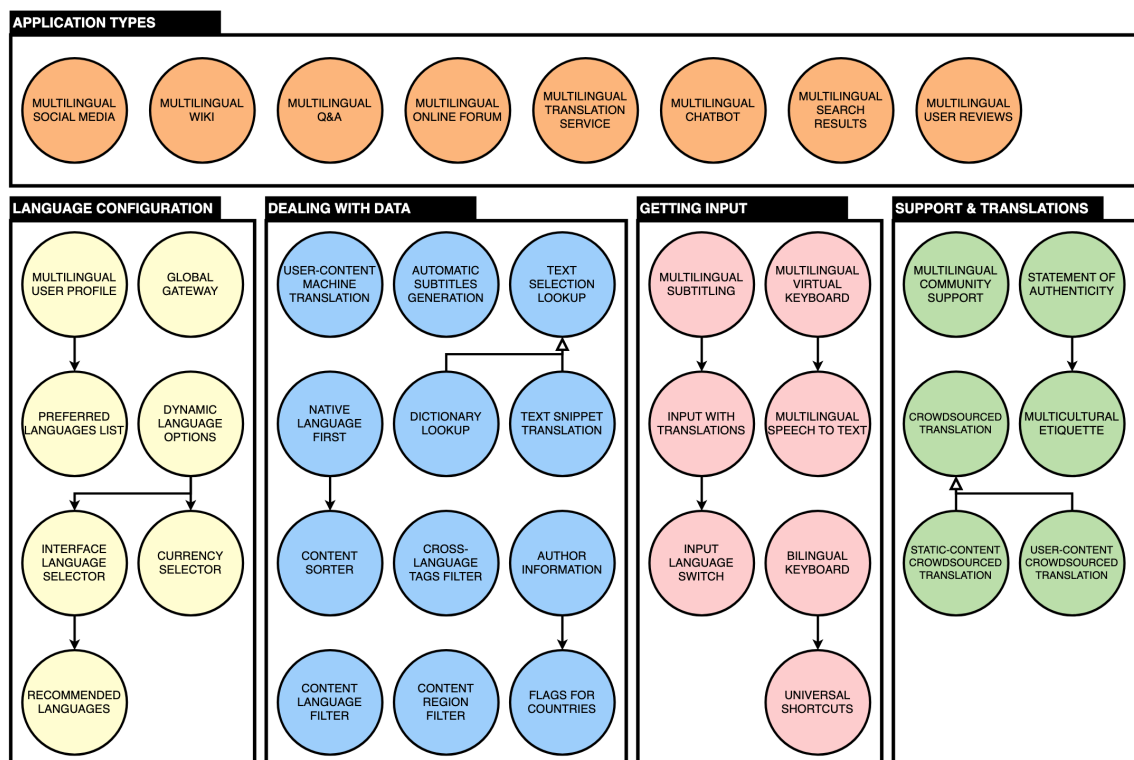 APPLICATION TYPES
MULTILINGUAL
SOCIAL MEDIA
MULTILINGUAL
WIKI
MULTILINGUAL
Q&A
MULTILINGUAL
ONLINE FORUM
MULTILINGUAL
TRANSLATION
SERVICE
MULTILINGUAL
CHATBOT
MULTILINGUAL
SEARCH
RESULTS
MULTILINGUAL
USER REVIEWS
LANGUAGE CONFIGURATION
MULTILINGUAL
USER PROFILE
GLOBAL
GATEWAY
PREFERRED
LANGUAGES LIST
DYNAMIC
LANGUAGE
OPTIONS
INTERFACE
LANGUAGE
SELECTOR
CURRENCY
SELECTOR
RECOMMENDED
LANGUAGES
DEALING WITH DATA
USER-CONTENT
MACHINE
TRANSLATION
AUTOMATIC
SUBTITLES
GENERATION
TEXT
SELECTION
LOOKUP
NATIVE
LANGUAGE
FIRST
DICTIONARY
LOOKUP
TEXT SNIPPET
TRANSLATION
CONTENT
SORTER
CROSS-
LANGUAGE
TAGS FILTER
AUTHOR
INFORMATION
CONTENT
LANGUAGE
FILTER
CONTENT
REGION
FILTER
FLAGS FOR
COUNTRIES
GETTING INPUT
MULTILINGUAL
SUBTITLING
MULTILINGUAL
VIRTUAL
KEYBOARD
INPUT WITH
TRANSLATIONS
MULTILINGUAL
SPEECH TO TEXT
INPUT
LANGUAGE
SWITCH
BILINGUAL
KEYBOARD
UNIVERSAL
SHORTCUTS
SUPPORT & TRANSLATIONS
MULTILINGUAL
COMMUNITY
SUPPORT
STATEMENT OF
AUTHENTICITY
CROWDSOURCED
TRANSLATION
MULTICULTURAL
ETIQUETTE
STATIC-CONTENT
CROWDSOURCED
TRANSLATION
USER-CONTENT
CROWDSOURCED
TRANSLATION